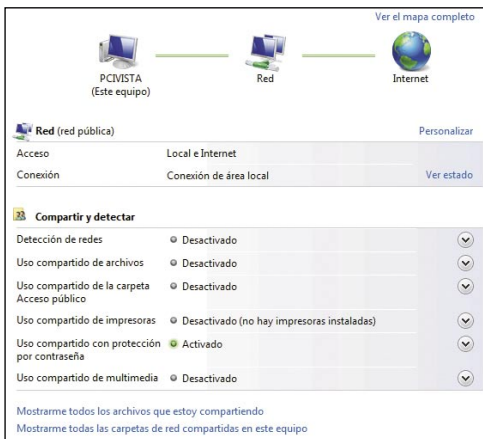 Ver el mapa completo
PCIVISTA
(Este equipo)
Red
Internet
Red (red pública)
Personalizar
Acceso
Local e Internet
Conexión
Conexión de área local
Ver estado
Compartir y detectar
Detección de redes
Desactivado
Uso compartido de archivos
Desactivado
Uso compartido de la carpeta
Acceso público
Desactivado
Uso compartido de impresoras
Desactivado (no hay impresoras instaladas)
Uso compartido con protección
por contraseña
Activado
Uso compartido de multimedia
Desactivado
Mostrarme todos los archivos que estoy compartiendo
Mostrarme todas las carpetas de red compartidas en este equipo